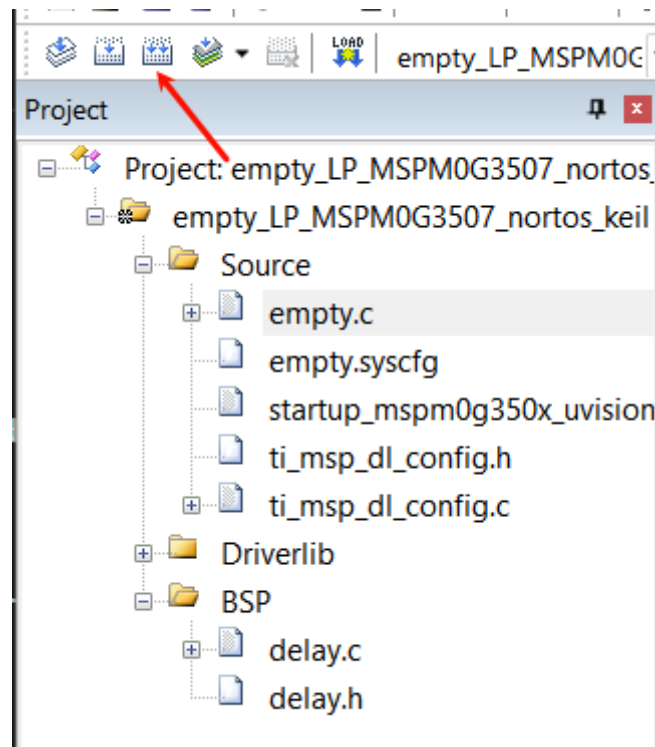 LOAD
empty_LP_MSPM0G
Project
Project: empty_LP_MSPM0G3507_nortos_
empty_LP_MSPM0G3507_nortos_keil
Source
empty.c
empty.syscfg
startup_mspm0g350x_uvision
ti_msp_dl_config.h
ti_msp_dl_config.c
Driverlib
BSP
delay.c
delay.h